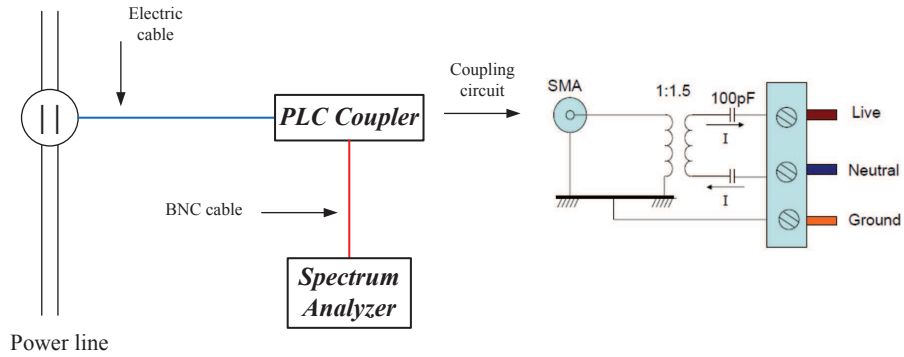 Electric
cable
PLC Coupler
BNC cable
Spectrum
Analyzer
Power line
Coupling
circuit
SMA
1:1.5
100pF
I
I
Live
Neutral
Ground